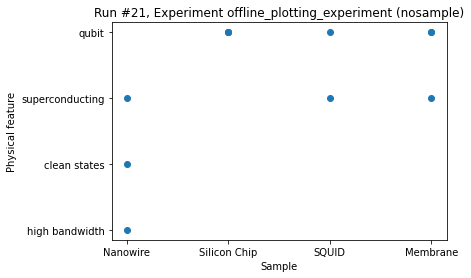 Run #21, Experiment offline_plotting_experiment (nosample)
qubit
superconducting
clean states
high bandwidth
Physical feature
Nanowire Silicon Chip SQUID Membrane
Sample